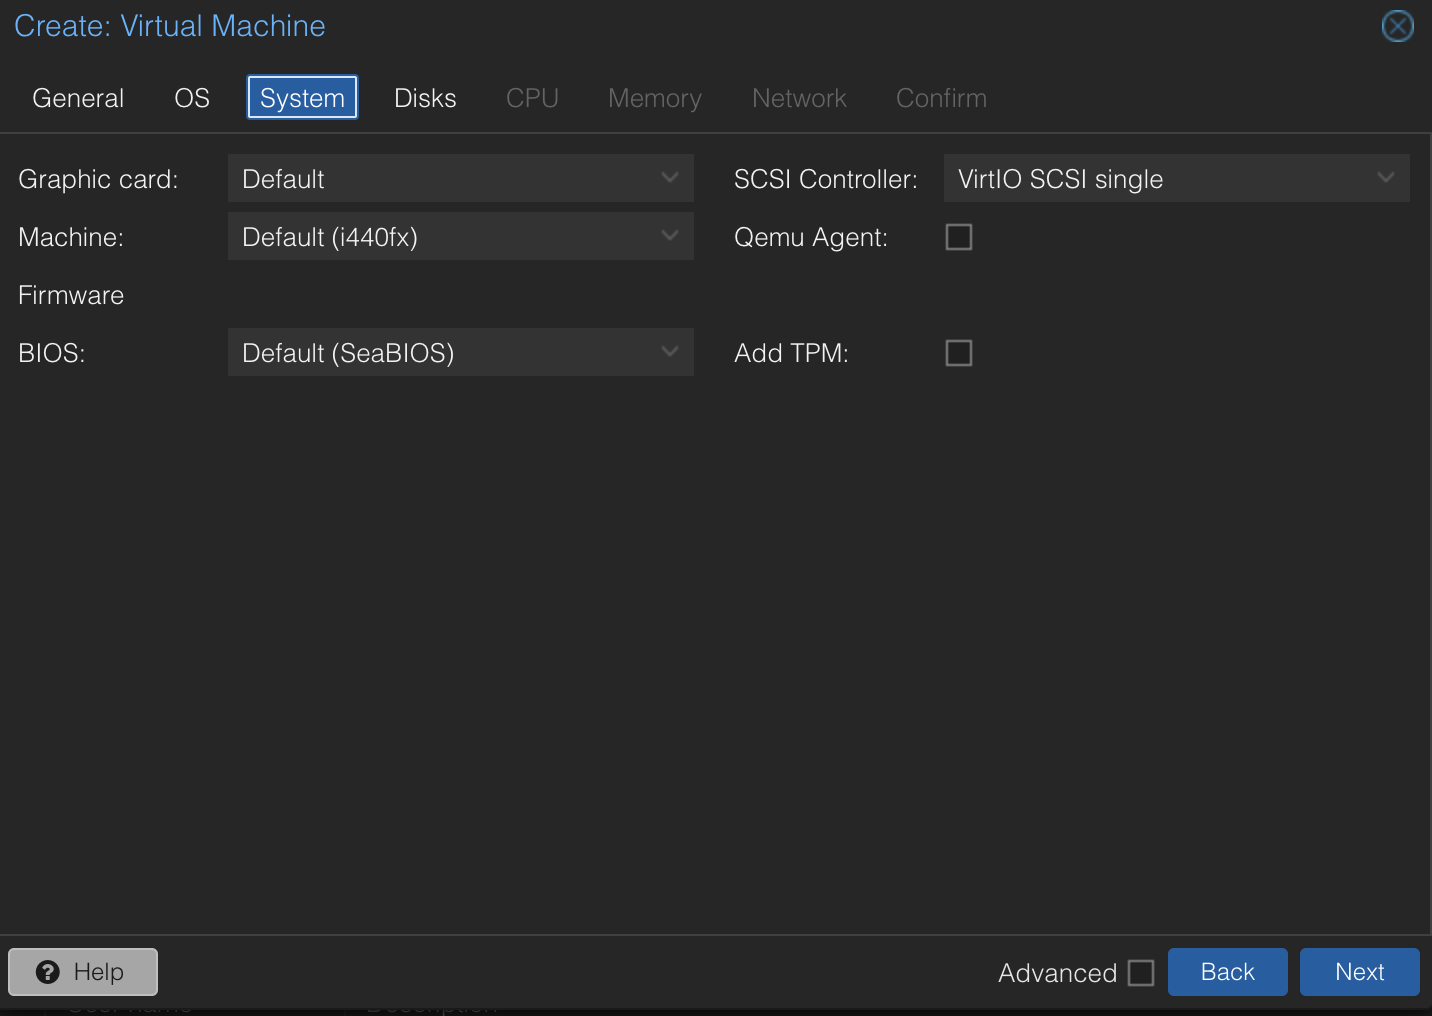 Create: Virtual Machine
General OS System Disks CPU Memory Network Confirm
Graphic card: Default SCSI Controller: VirtIO SCSI single
Machine: Default (i440fx) Qemu Agent:
Firmware
BIOS: Default (SeaBIOS) Add TPM:
Help Advanced Back Next